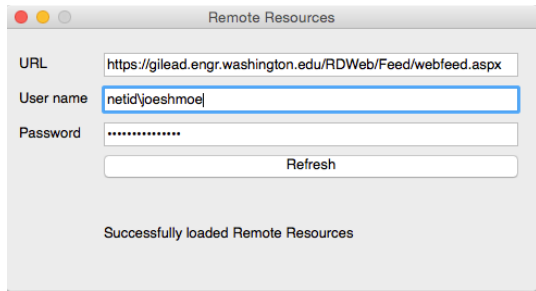 Remote Resources
URL https://gilead.engr.washington.edu/RDWeb/Feed/webfeed.aspx
User name netid\joeshmoe
Password •••••••••••••••
Refresh
Successfully loaded Remote Resources